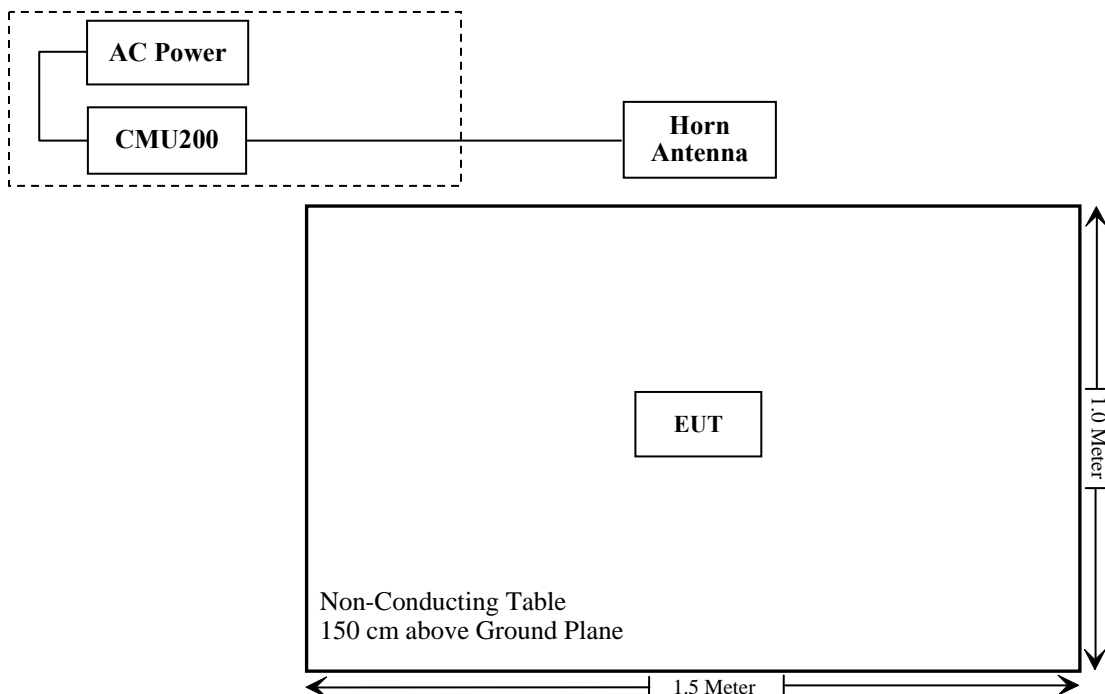 AC Power
CMU200
Horn
Antenna
EUT
1.0 Meter
Non-Conducting Table
150 cm above Ground Plane
1.5 Meter